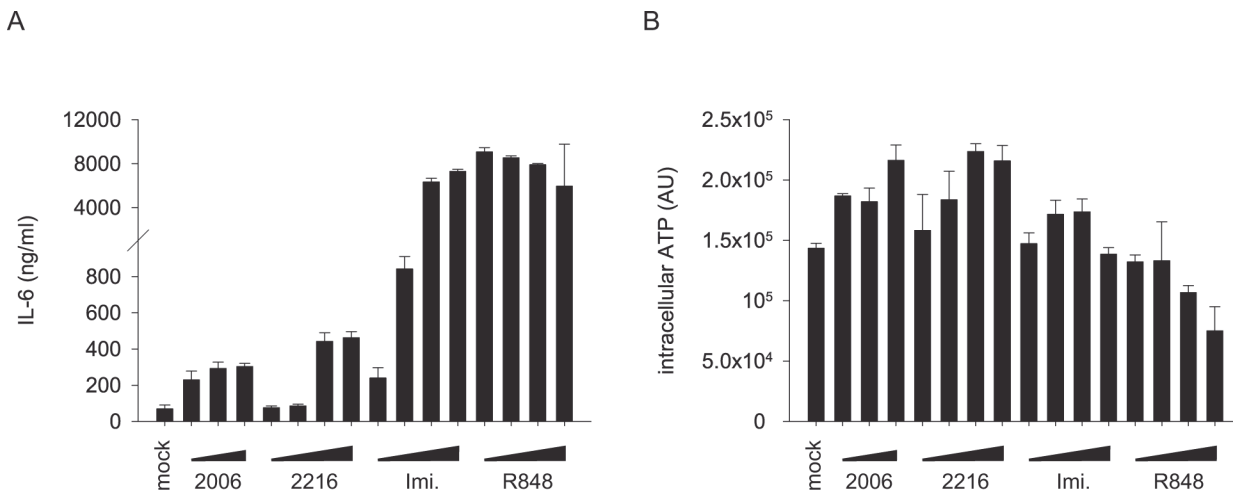 A
IL-6 (ng/ml)
12000
8000
4000
800
600
400
200
0
mock
2006
2216
Imi.
R848
B
intracellular ATP (AU)
2.5x10⁵
2.0x10⁵
1.5x10⁵
10⁵
5.0x10⁴
0
mock
2006
2216
Imi.
R848